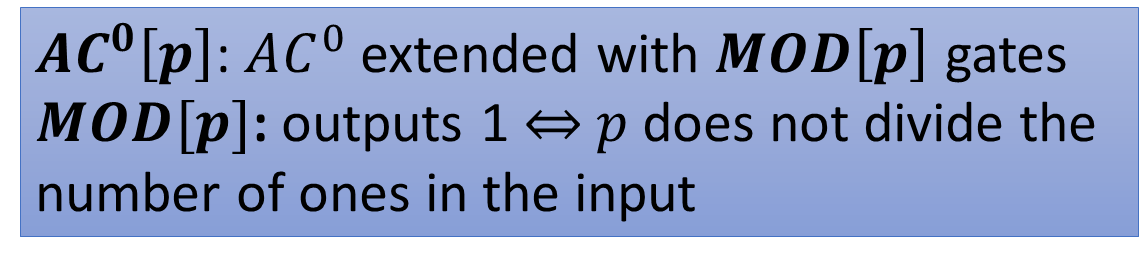 AC⁰[p]: AC⁰ extended with MOD[p] gates
MOD[p]: outputs 1 ⇔ p does not divide the
number of ones in the input